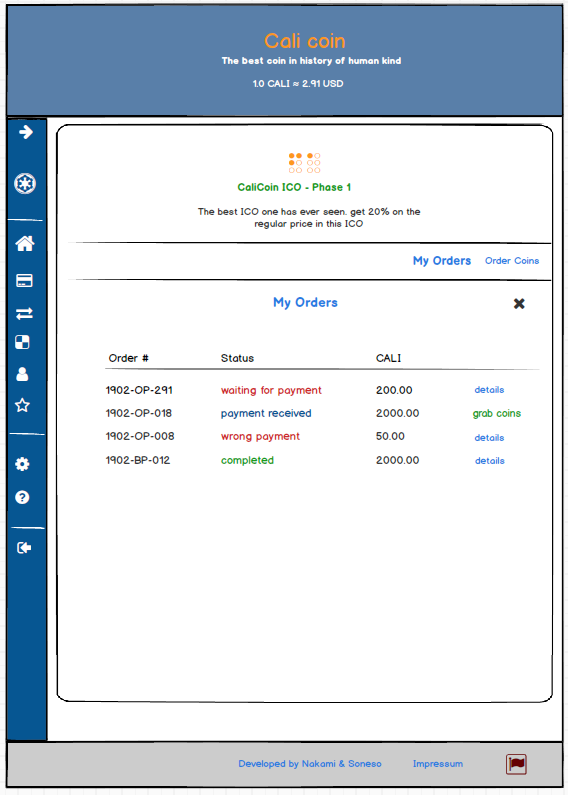 Cali coin
The best coin in history of human kind
1.0 CALI ≈ 2.91 USD
CaliCoin ICO - Phase 1
The best ICO one has ever seen. get 20% on the
regular price in this ICO
My Orders Order Coins
My Orders
Order # Status CALI
1902-OP-291 waiting for payment 200.00 details
1902-OP-018 payment received 2000.00 grab coins
1902-OP-008 wrong payment 50.00 details
1902-BP-012 completed 2000.00 details
Developed by Nakami & Soneso Impressum